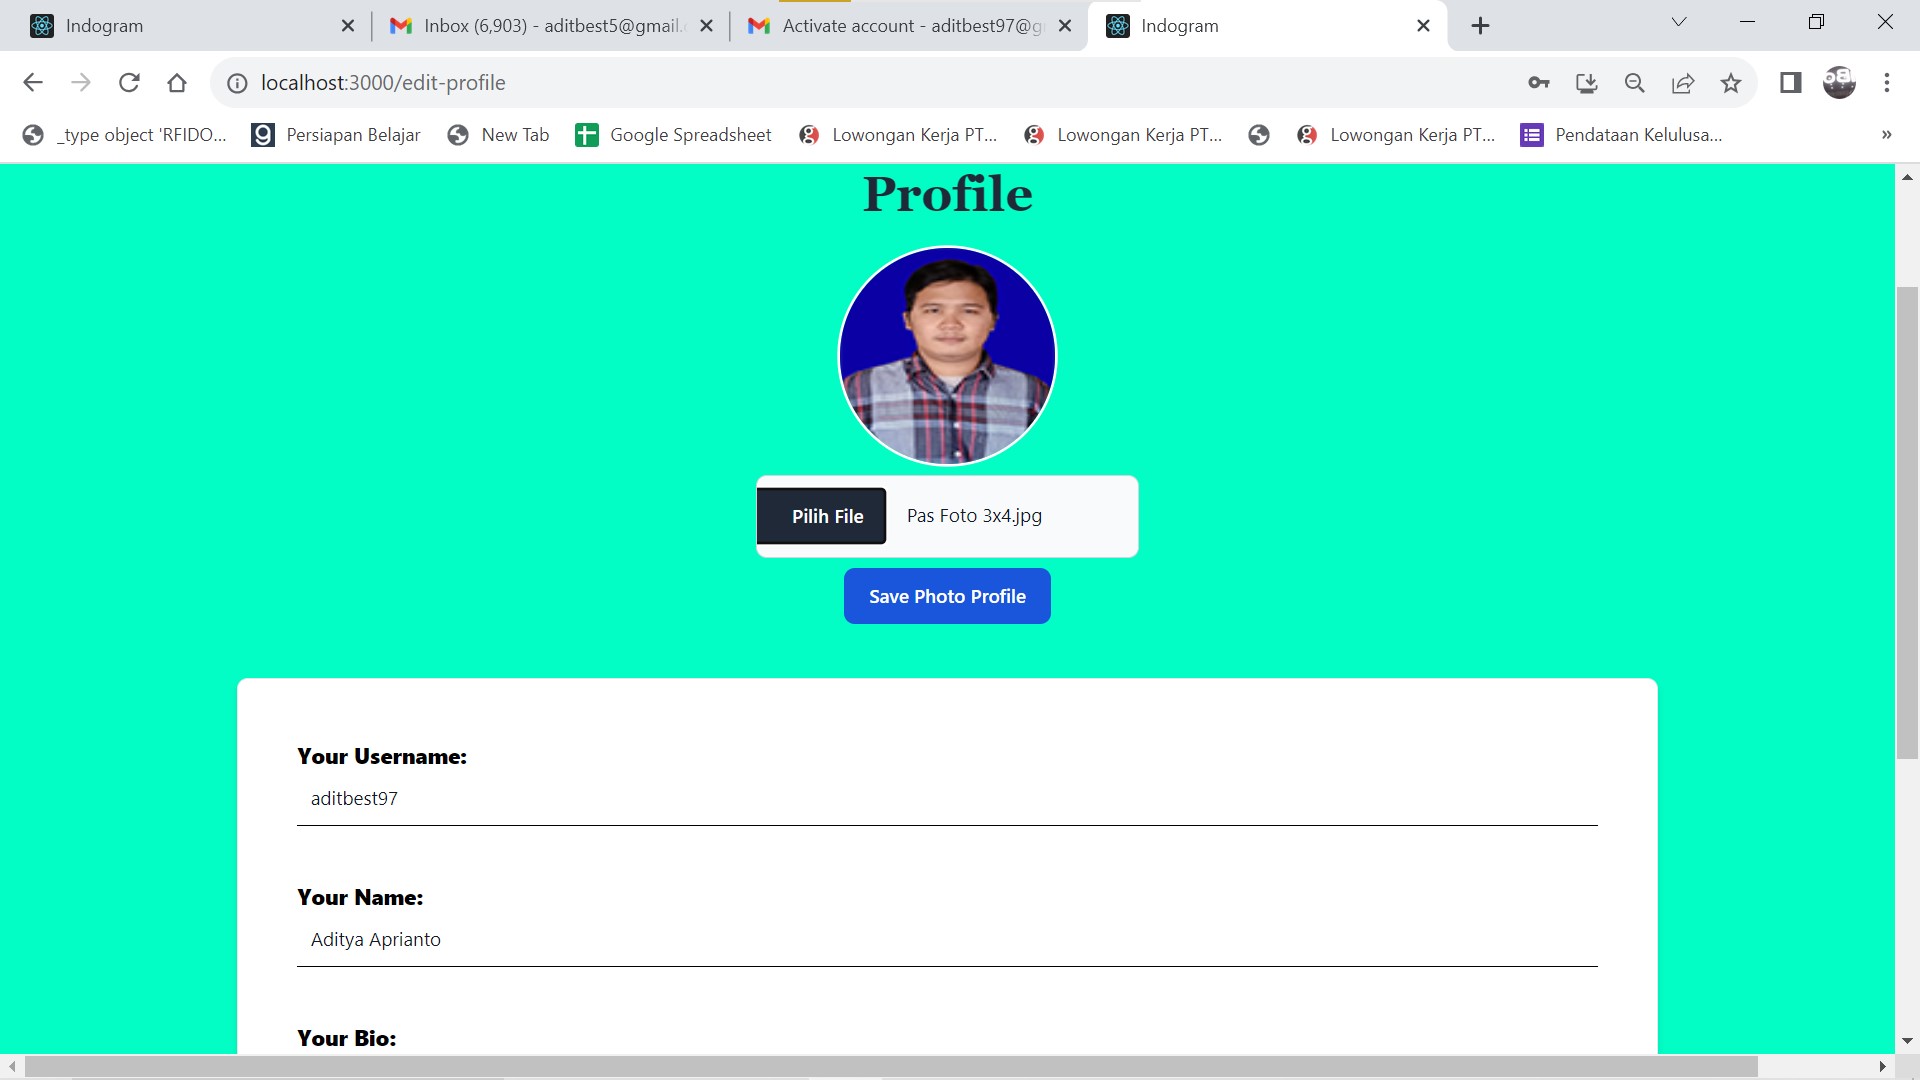 Indogram
Inbox (6,903) - aditbest5@gmail.
Activate account - aditbest97@g
Indogram
localhost:3000/edit-profile
_type object 'RFIDO...
Persiapan Belajar
New Tab
Google Spreadsheet
Lowongan Kerja PT...
Lowongan Kerja PT...
Lowongan Kerja PT...
Pendataan Kelulusa...
»
Profile
Pilih File
Pas Foto 3x4.jpg
Save Photo Profile
Your Username:
aditbest97
Your Name:
Aditya Aprianto
Your Bio: